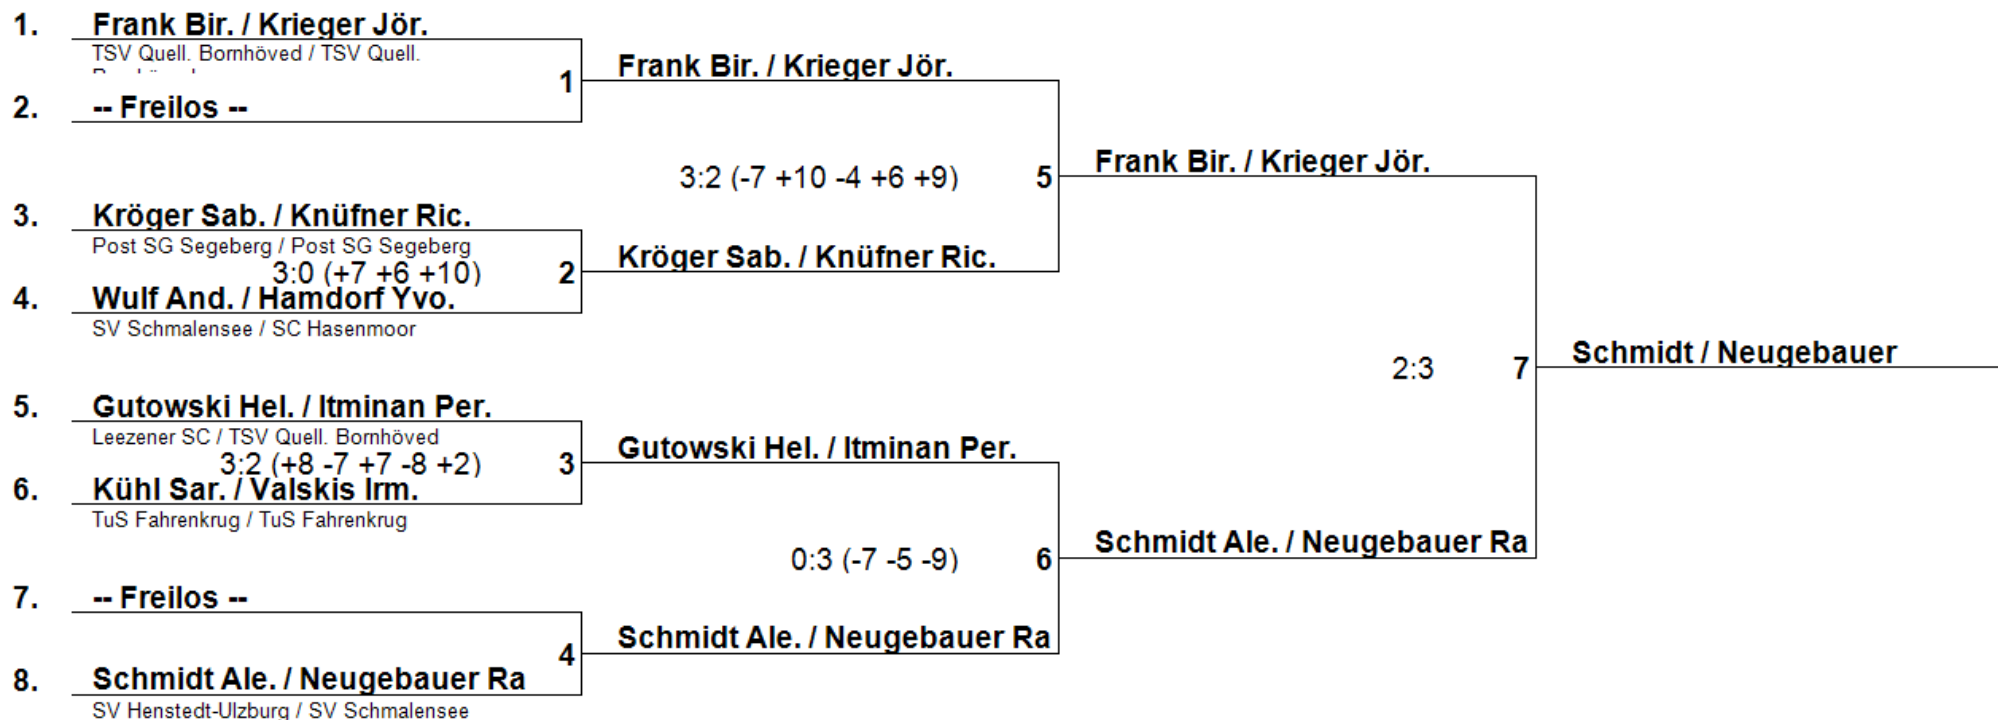 1. Frank Bir. / Krieger Jör.
TSV Quell. Bornhöved / TSV Quell.
1 Frank Bir. / Krieger Jör.
2. -- Freilos --
3:2 (-7 +10 -4 +6 +9) 5 Frank Bir. / Krieger Jör.
3. Kröger Sab. / Knüfner Ric.
Post SG Segeberg / Post SG Segeberg
3:0 (+7 +6 +10) 2 Kröger Sab. / Knüfner Ric.
4. Wulf And. / Hamdorf Yvo.
SV Schmalensee / SC Hasenmoor
2:3 7 Schmidt / Neugebauer
5. Gutowski Hel. / Itminan Per.
Leezener SC / TSV Quell. Bornhöved
3:2 (+8 -7 +7 -8 +2) 3 Gutowski Hel. / Itminan Per.
6. Kühl Sar. / Valskis Irm.
TuS Fahrenkrug / TuS Fahrenkrug
0:3 (-7 -5 -9) 6 Schmidt Ale. / Neugebauer Ra
7. -- Freilos --
4 Schmidt Ale. / Neugebauer Ra
8. Schmidt Ale. / Neugebauer Ra
SV Henstedt-Ulzburg / SV Schmalensee